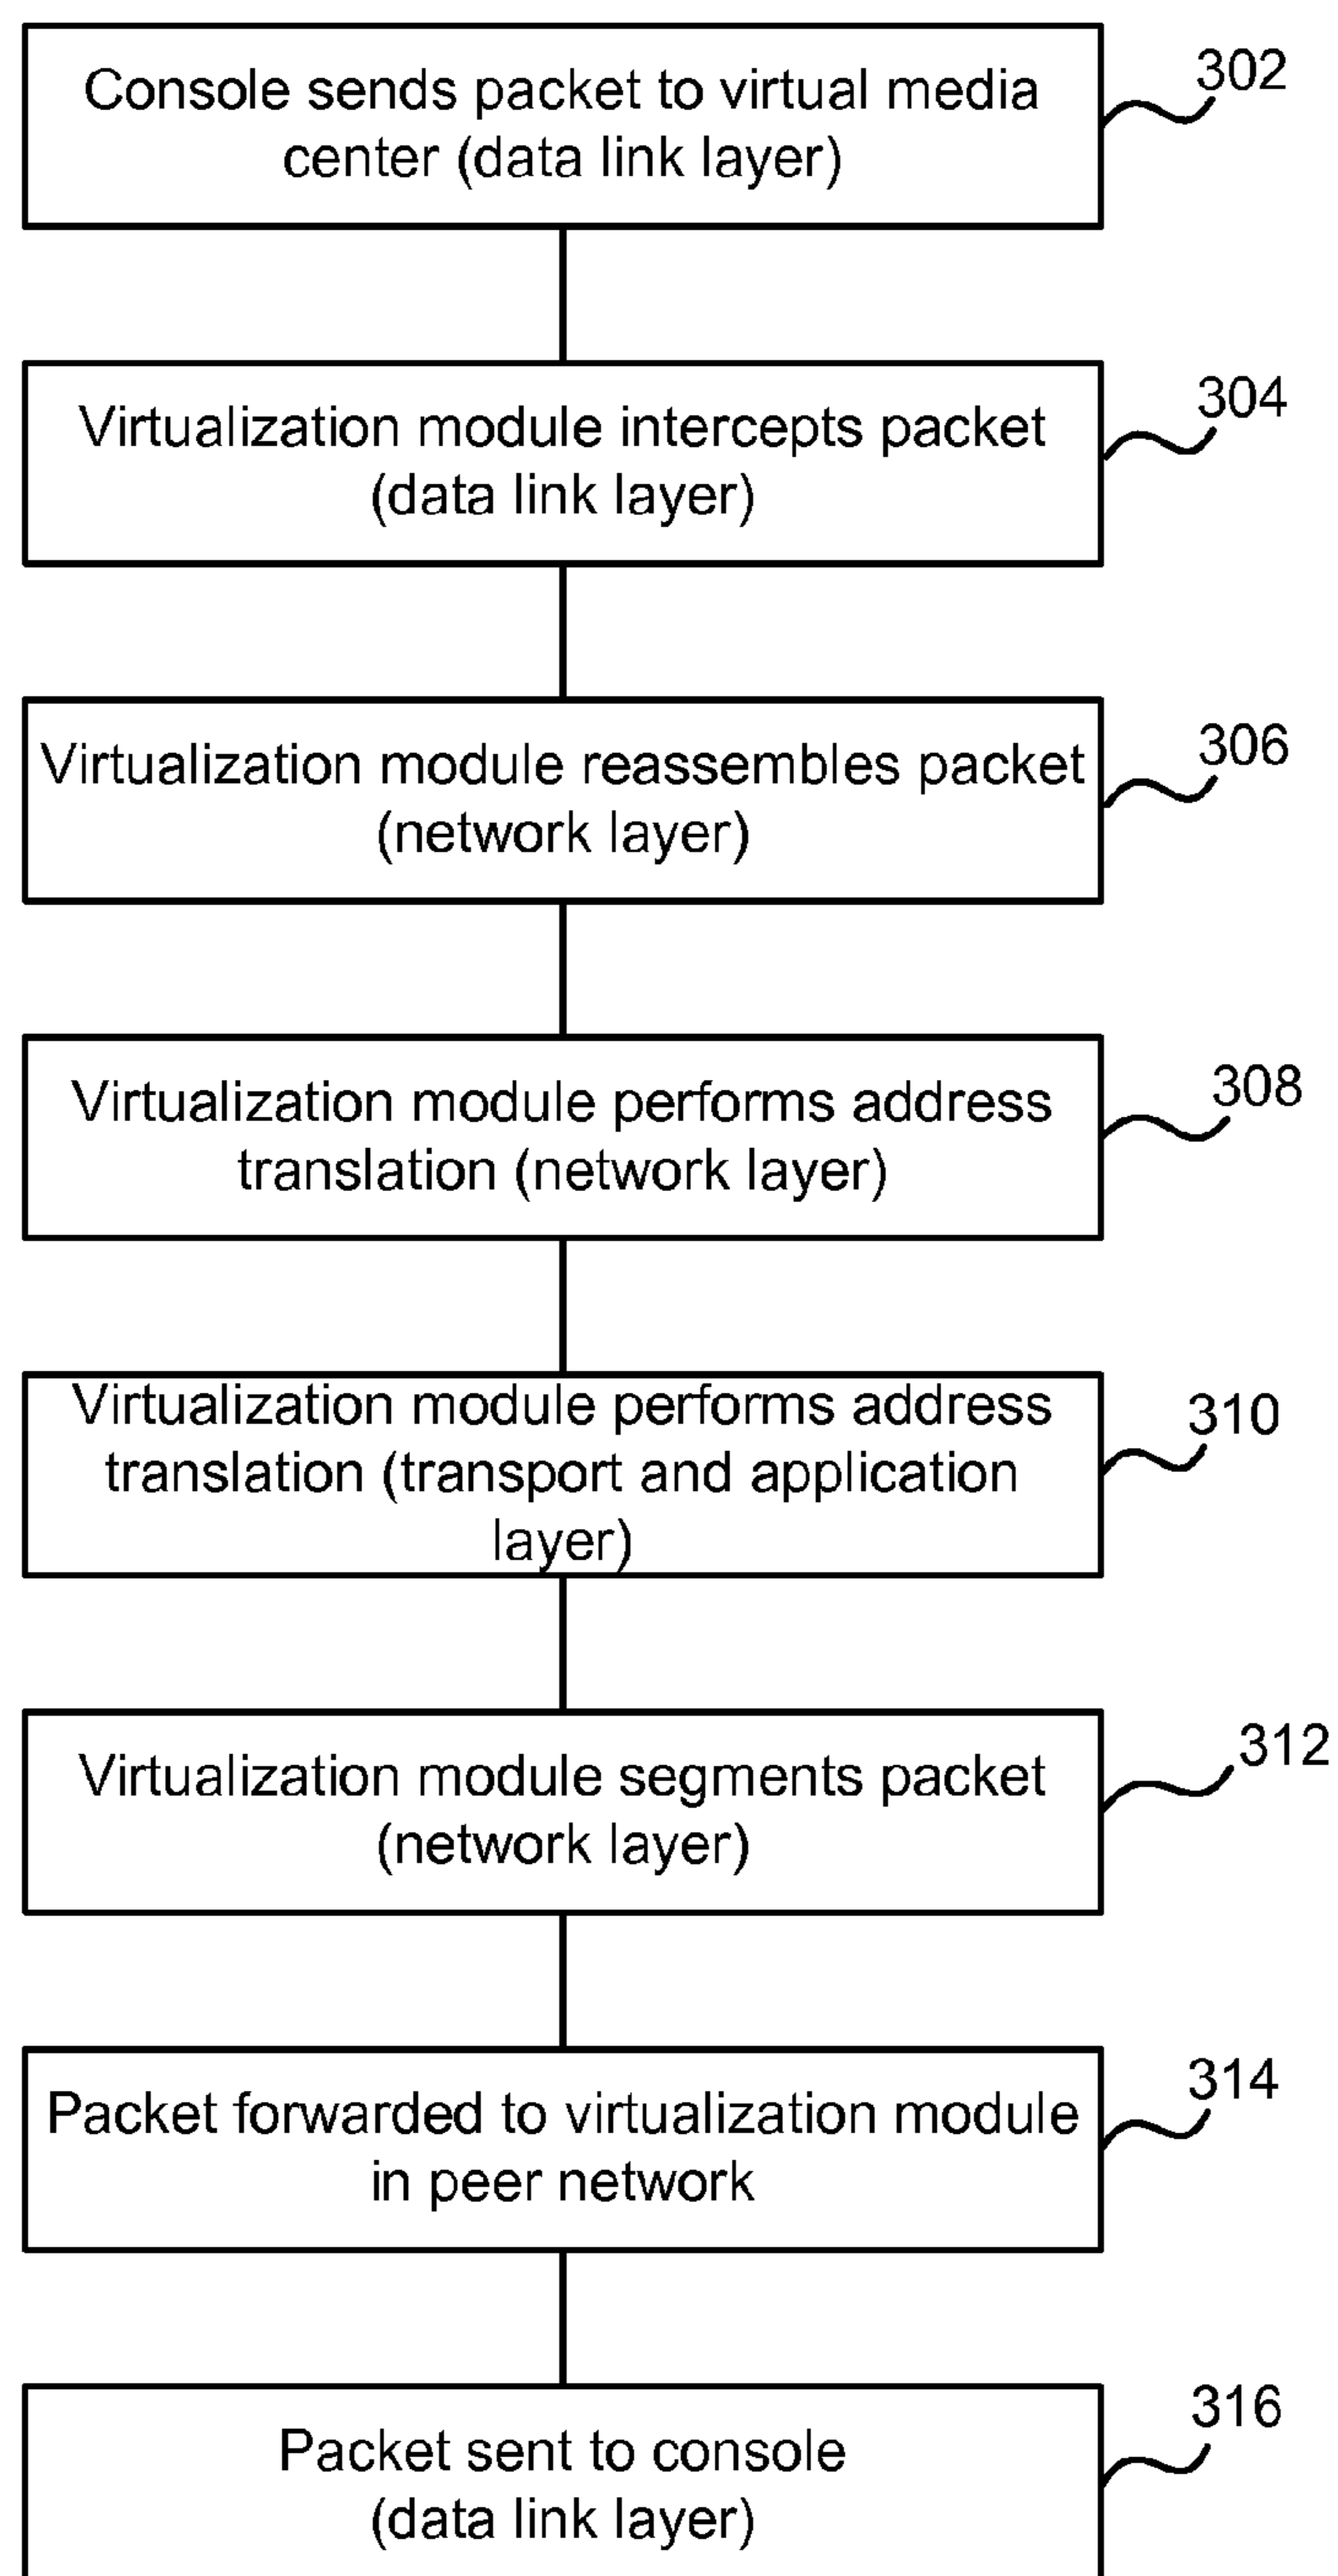 Console sends packet to virtual media
center (data link layer)
302
Virtualization module intercepts packet
(data link layer)
304
Virtualization module reassembles packet
(network layer)
306
Virtualization module performs address
translation (network layer)
308
Virtualization module performs address
translation (transport and application
layer)
310
Virtualization module segments packet
(network layer)
312
Packet forwarded to virtualization module
in peer network
314
Packet sent to console
(data link layer)
316